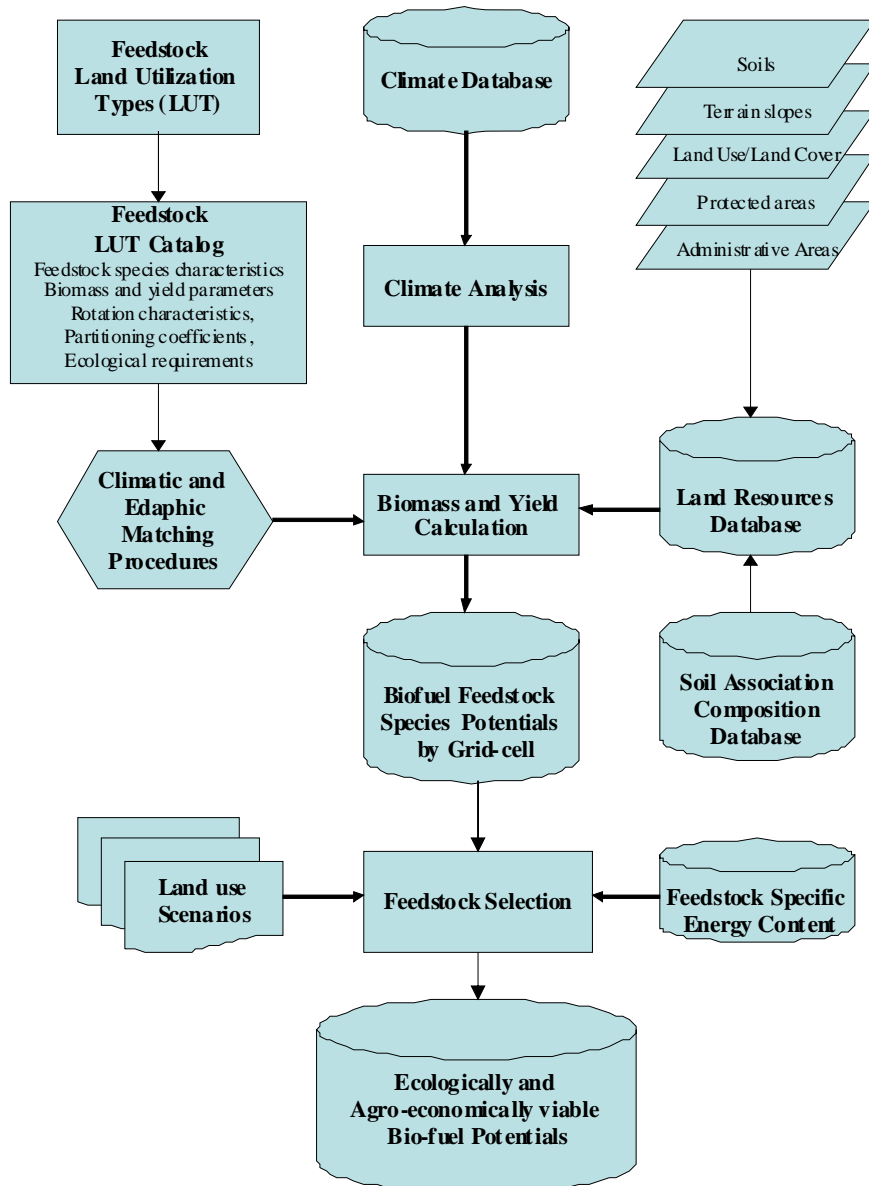 Feedstock
Land Utilization
Types (LUT)
Climate Database
Soils
Terrain slopes
Land Use/Land Cover
Protected areas
Administrative Areas
Feedstock
LUT Catalog
Feedstock species characteristics
Biomass and yield parameters
Rotation characteristics,
Partitioning coefficients,
Ecological requirements
Climate Analysis
Climatic and
Edaphic
Matching
Procedures
Biomass and Yield
Calculation
Land Resources
Database
Biofuel Feedstock
Species Potentials
by Grid-cell
Soil Association
Composition
Database
Land use
Scenarios
Feedstock Selection
Feedstock Specific
Energy Content
Ecologically and
Agro-economically viable
Bio-fuel Potentials